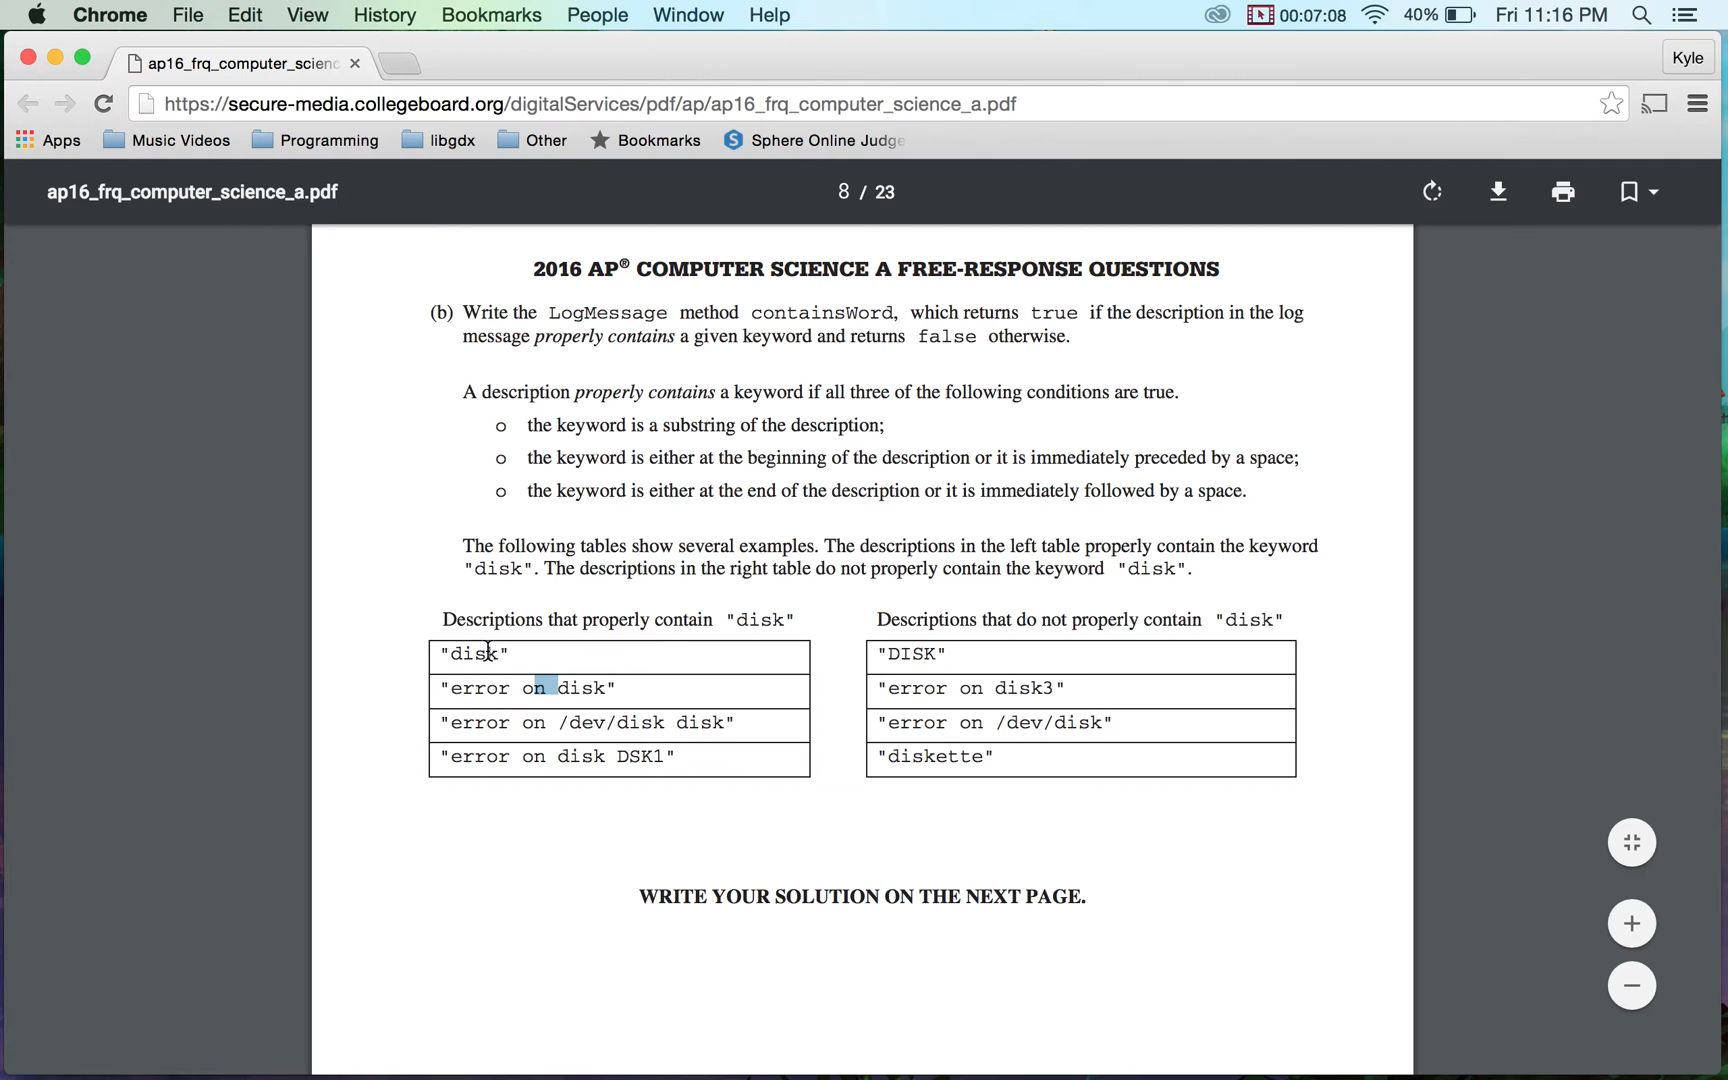 Chrome File Edit View History Bookmarks People Window Help 00:07:08 40% Fri 11:16 PM
ap16_frq_computer_scienc Kyle
https://secure-media.collegeboard.org/digitalServices/pdf/ap/ap16_frq_computer_science_a.pdf
Apps Music Videos Programming libgdx Other Bookmarks Sphere Online Judge
ap16_frq_computer_science_a.pdf 8 / 23
2016 AP® COMPUTER SCIENCE A FREE-RESPONSE QUESTIONS
(b) Write the LogMessage method containsWord, which returns true if the description in the log
message properly contains a given keyword and returns false otherwise.
A description properly contains a keyword if all three of the following conditions are true.
o the keyword is a substring of the description;
o the keyword is either at the beginning of the description or it is immediately preceded by a space;
o the keyword is either at the end of the description or it is immediately followed by a space.
The following tables show several examples. The descriptions in the left table properly contain the keyword
"disk". The descriptions in the right table do not properly contain the keyword "disk".
Descriptions that properly contain "disk"
"disk"
"error on disk"
"error on /dev/disk disk"
"error on disk DSK1"
Descriptions that do not properly contain "disk"
"DISK"
"error on disk3"
"error on /dev/disk"
"diskette"
WRITE YOUR SOLUTION ON THE NEXT PAGE.